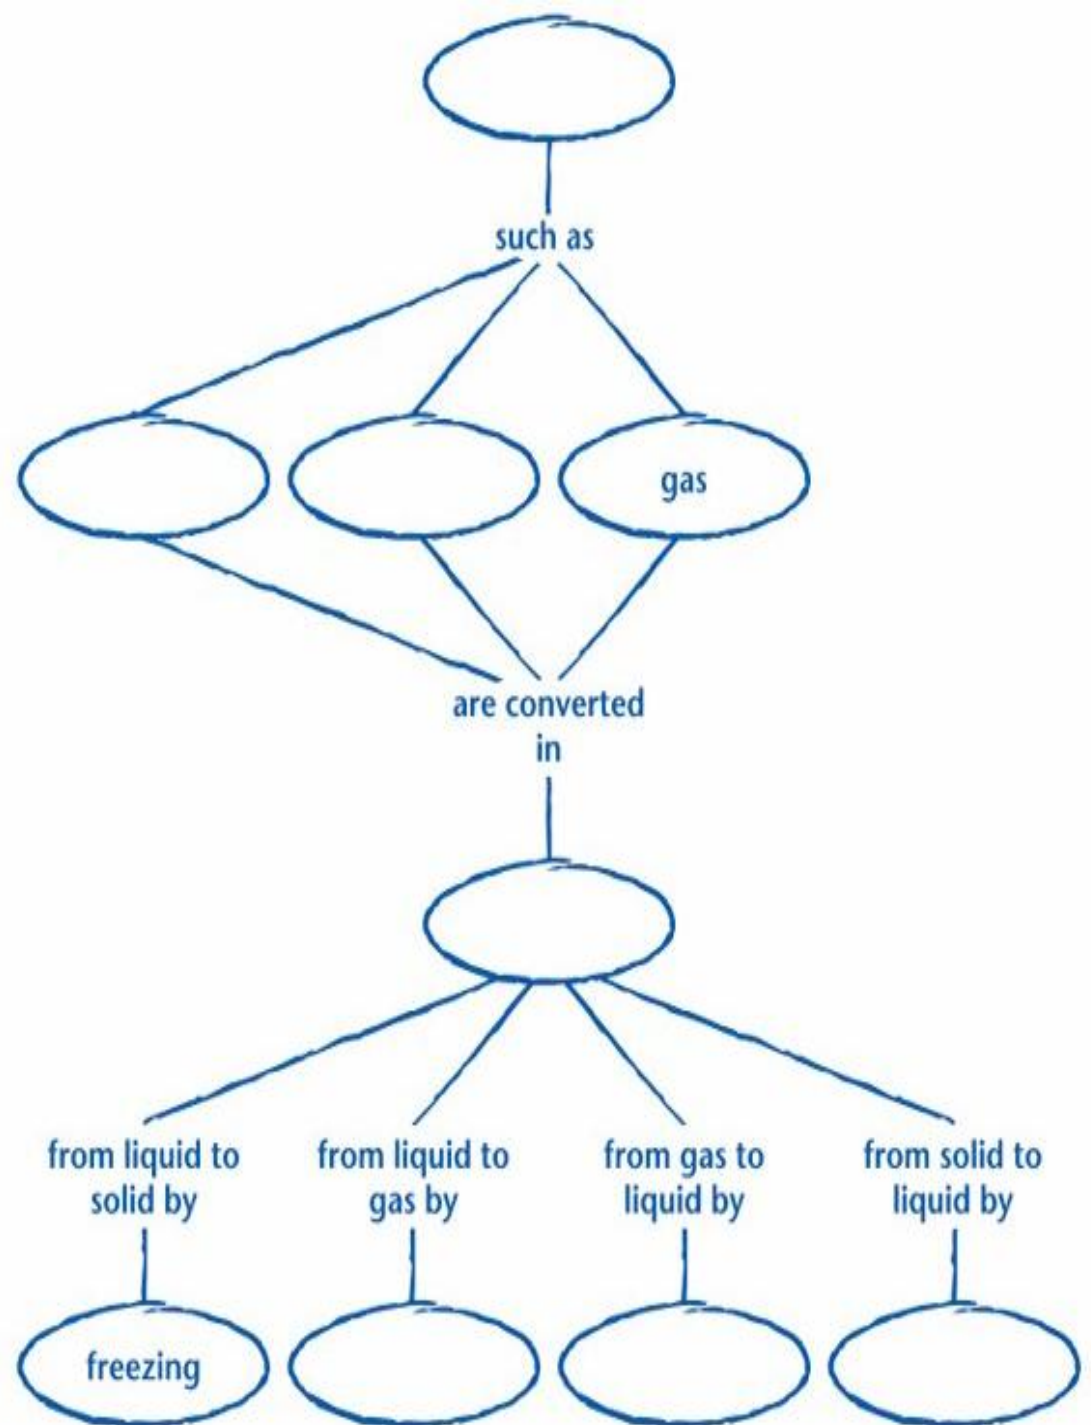 such as
gas
are converted
in
from liquid to
solid by
from liquid to
gas by
from gas to
liquid by
from solid to
liquid by
freezing